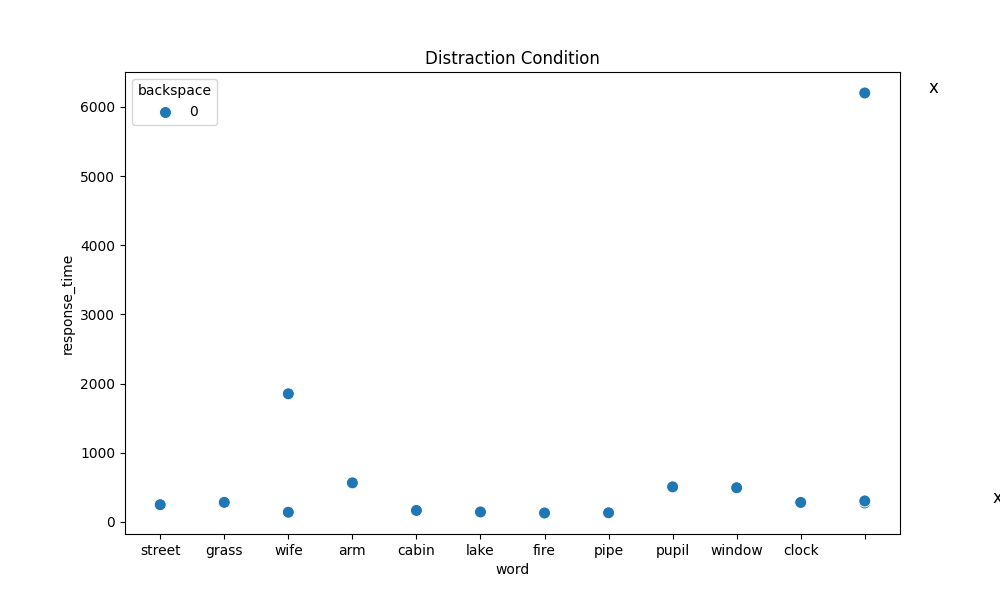 Distraction Condition
backspace
0
x
6000
5000
4000
3000
2000
1000
0
response_time
x
street grass wife arm cabin lake fire pipe pupil window clock
word